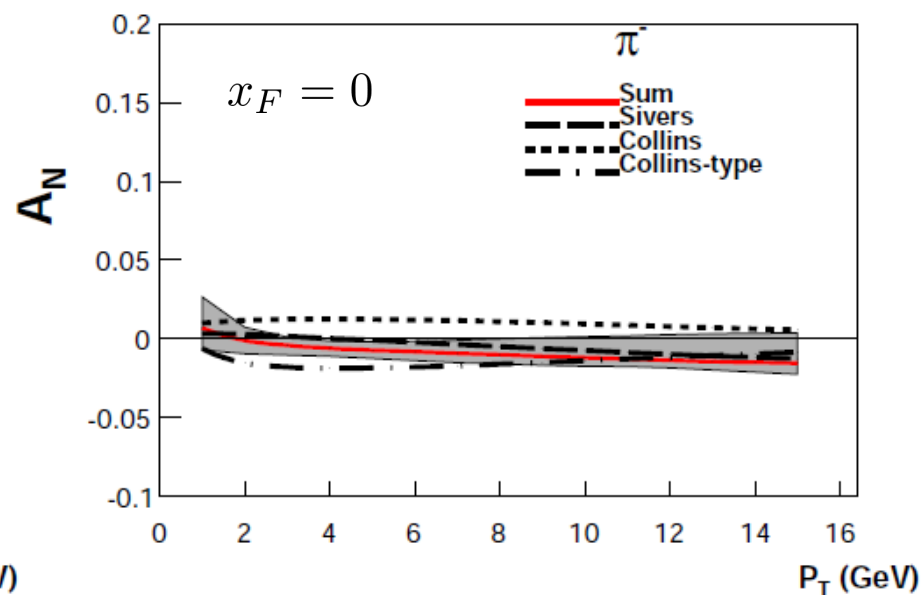 0.2
0.15
0.1
0.05
0
-0.05
-0.1
A_N
x_F = 0
π⁻
Sum
Sivers
Collins
Collins-type
0 2 4 6 8 10 12 14 16
/)
P_T (GeV)